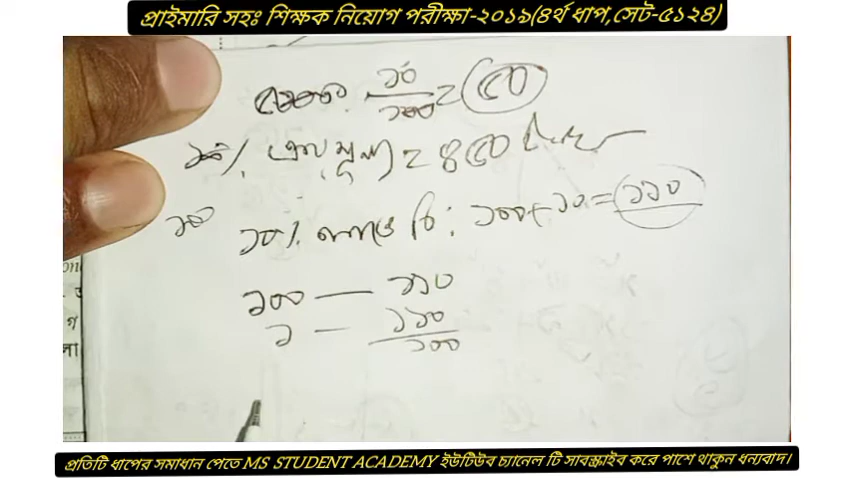 প্রাইমারি সহঃ শিক্ষক নিয়োগ পরীক্ষা-২০১৯(৪র্থ ধাপ,সেট-৫১২৪)
১০ = ৫০
১০০
১০% = ৪৫০
১০% লাভে বি: ১০০+১০=১১০
১০০ — ১১০
১ — ১১০
১০০
গ
প্রতিটি ধাপের সমাধান পেতে MS STUDENT ACADEMY ইউটিউব চ্যানেল টি সাবস্ক্রাইব করে পাশে থাকুন ধন্যবাদ।